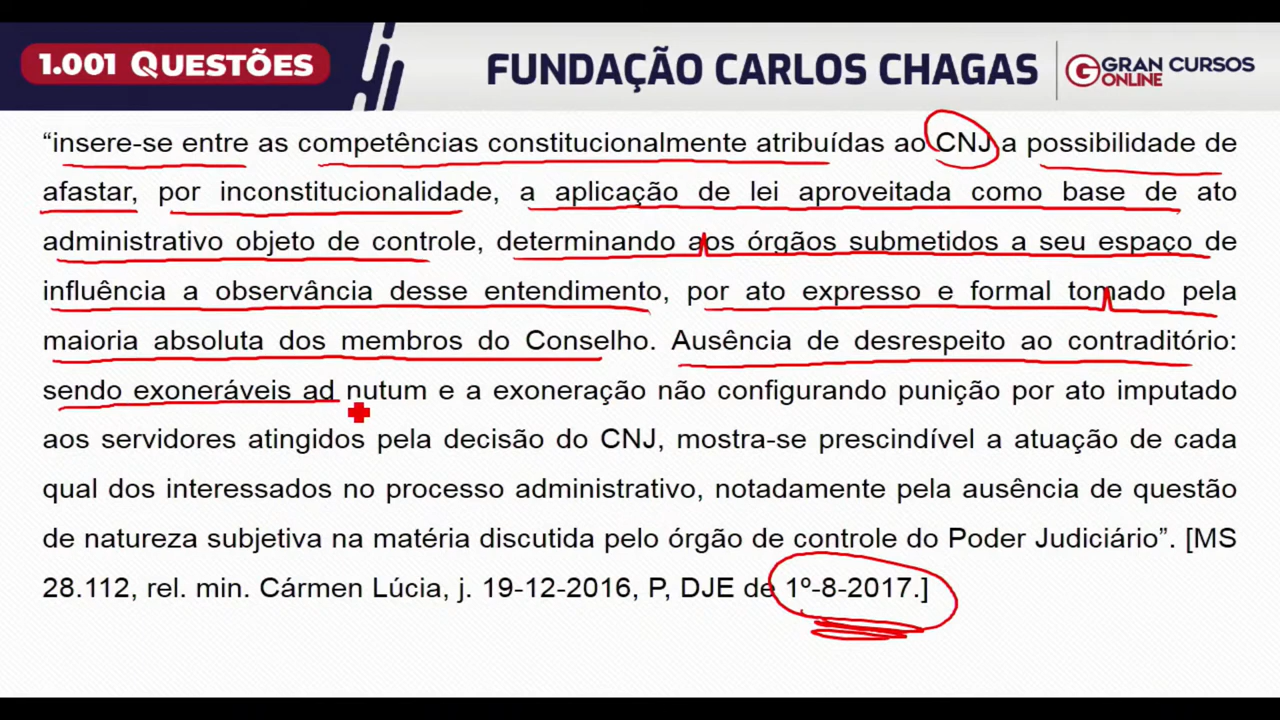 1.001 QUESTÕES
FUNDAÇÃO CARLOS CHAGAS
GRAN CURSOS
ONLINE
“insere-se entre as competências constitucionalmente atribuídas ao CNJ a possibilidade de
afastar, por inconstitucionalidade, a aplicação de lei aproveitada como base de ato
administrativo objeto de controle, determinando aos órgãos submetidos a seu espaço de
influência a observância desse entendimento, por ato expresso e formal tomado pela
maioria absoluta dos membros do Conselho. Ausência de desrespeito ao contraditório:
sendo exoneráveis ad nutum e a exoneração não configurando punição por ato imputado
aos servidores atingidos pela decisão do CNJ, mostra-se prescindível a atuação de cada
qual dos interessados no processo administrativo, notadamente pela ausência de questão
de natureza subjetiva na matéria discutida pelo órgão de controle do Poder Judiciário”. [MS
28.112, rel. min. Cármen Lúcia, j. 19-12-2016, P, DJE de 1º-8-2017.]